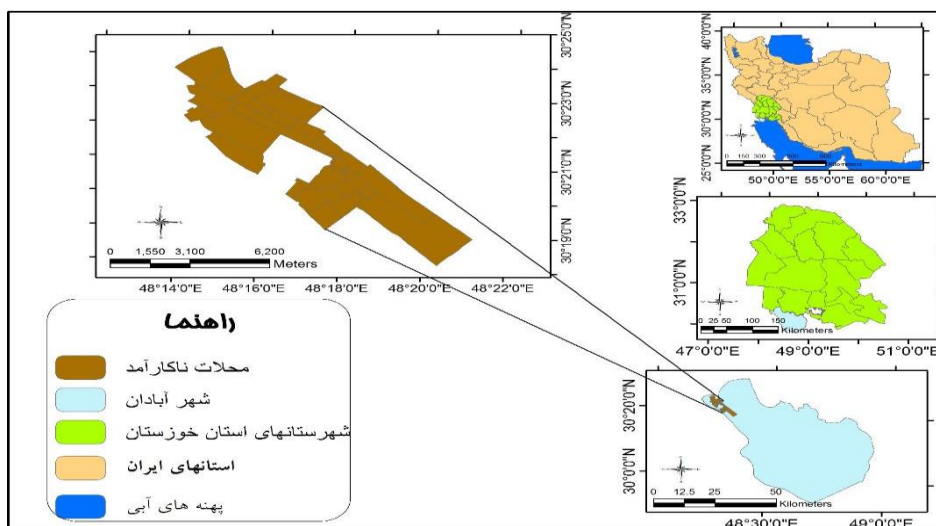 30°25'0"N
30°23'0"N
30°21'0"N
30°19'0"N
0 1,550 3,100 6,200
Meters
48°14'0"E 48°16'0"E 48°18'0"E 48°20'0"E 48°22'0"E
40°0'0"N
35°0'0"N
30°0'0"N
25°0'0"N
0 150 300 600
Kilometers
50°0'0"E 55°0'0"E 60°0'0"E
33°0'0"N
31°0'0"N
0 25 50 100 150
Kilometers
47°0'0"E 49°0'0"E 51°0'0"E
30°20'0"N
30°0'0"N
0 12.5 25 50
Kilometers
48°30'0"E 49°0'0"E
راهنما
محلات ناکارآمد
شهر آبادان
شهرستانهای استان خوزستان
استانهای ایران
پهنه های آبی